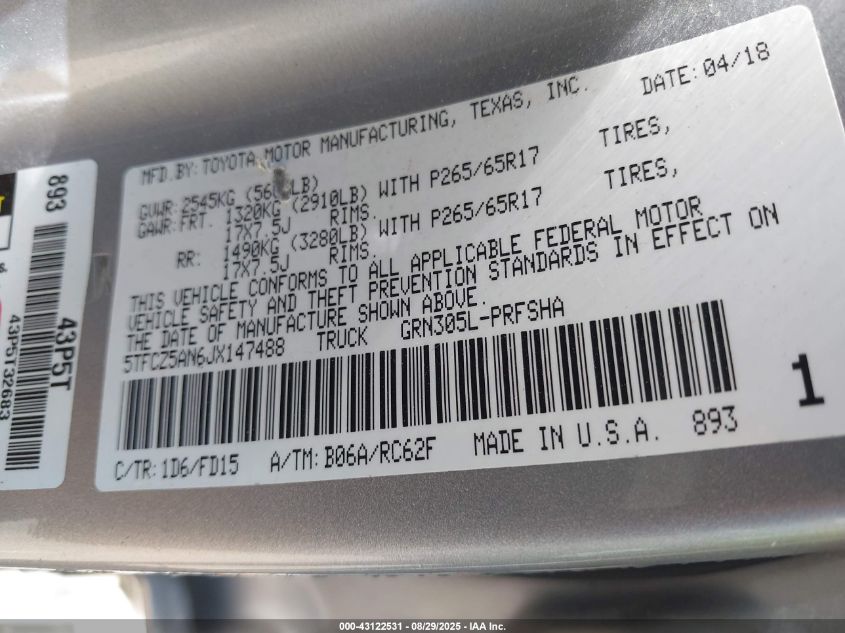 MFD.BY: TOYOTA MOTOR MANUFACTURING, TEXAS, INC. DATE: 04/18
GVWR: 2545KG
GAWR: FRT. 1320KG (2910LB) WITH P265/65R17 TIRES,
17X7.5J RIMS.
RR: 1490KG (3280LB) WITH P265/65R17 TIRES,
17X7.5J RIMS.
THIS VEHICLE CONFORMS TO ALL APPLICABLE FEDERAL MOTOR
VEHICLE SAFETY AND THEFT PREVENTION STANDARDS IN EFFECT ON
THE DATE OF MANUFACTURE SHOWN ABOVE.
5TFCZ5AN6JX147488 TRUCK GRN305L-PRFSHA
C/TR: 1D6/FD15 A/TM: B06A/RC62F MADE IN U.S.A. 893
1
893
43P5T
43P5T32683
000-43122531 - 08/29/2025 - IAA Inc.